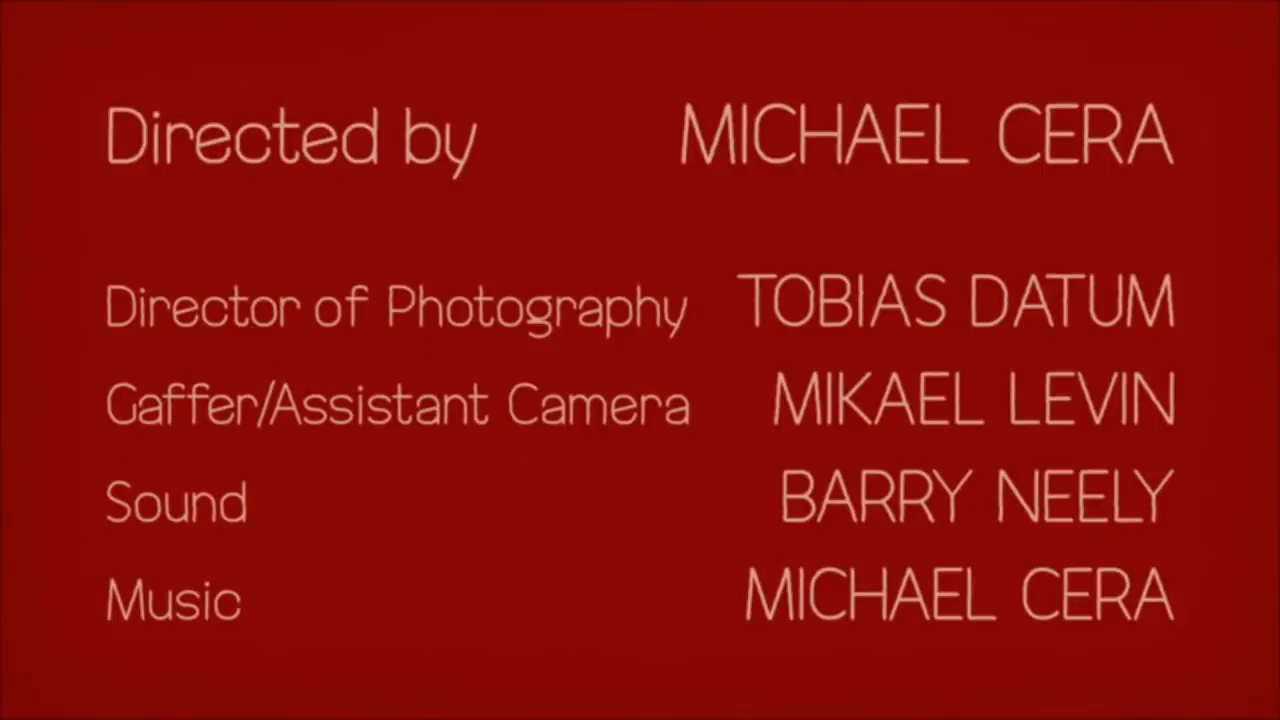 Directed by MICHAEL CERA
Director of Photography TOBIAS DATUM
Gaffer/Assistant Camera MIKAEL LEVIN
Sound BARRY NEELY
Music MICHAEL CERA